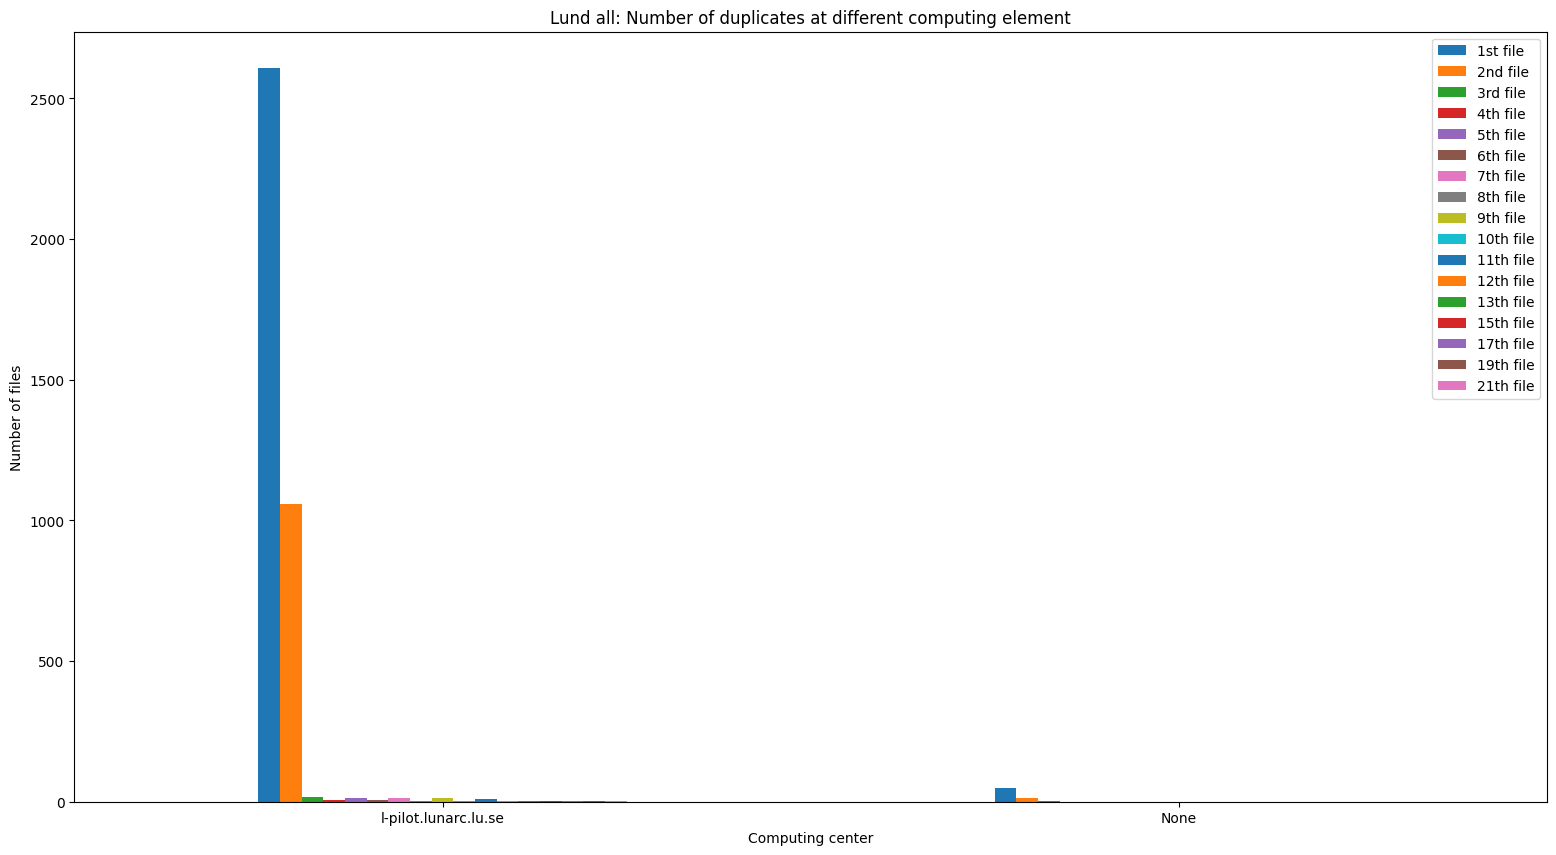 Lund all: Number of duplicates at different computing element
1st file
2nd file
3rd file
4th file
5th file
6th file
7th file
8th file
9th file
10th file
11th file
12th file
13th file
15th file
17th file
19th file
21th file
Number of files
2500
2000
1500
1000
500
0
l-pilot.lunarc.lu.se
None
Computing center